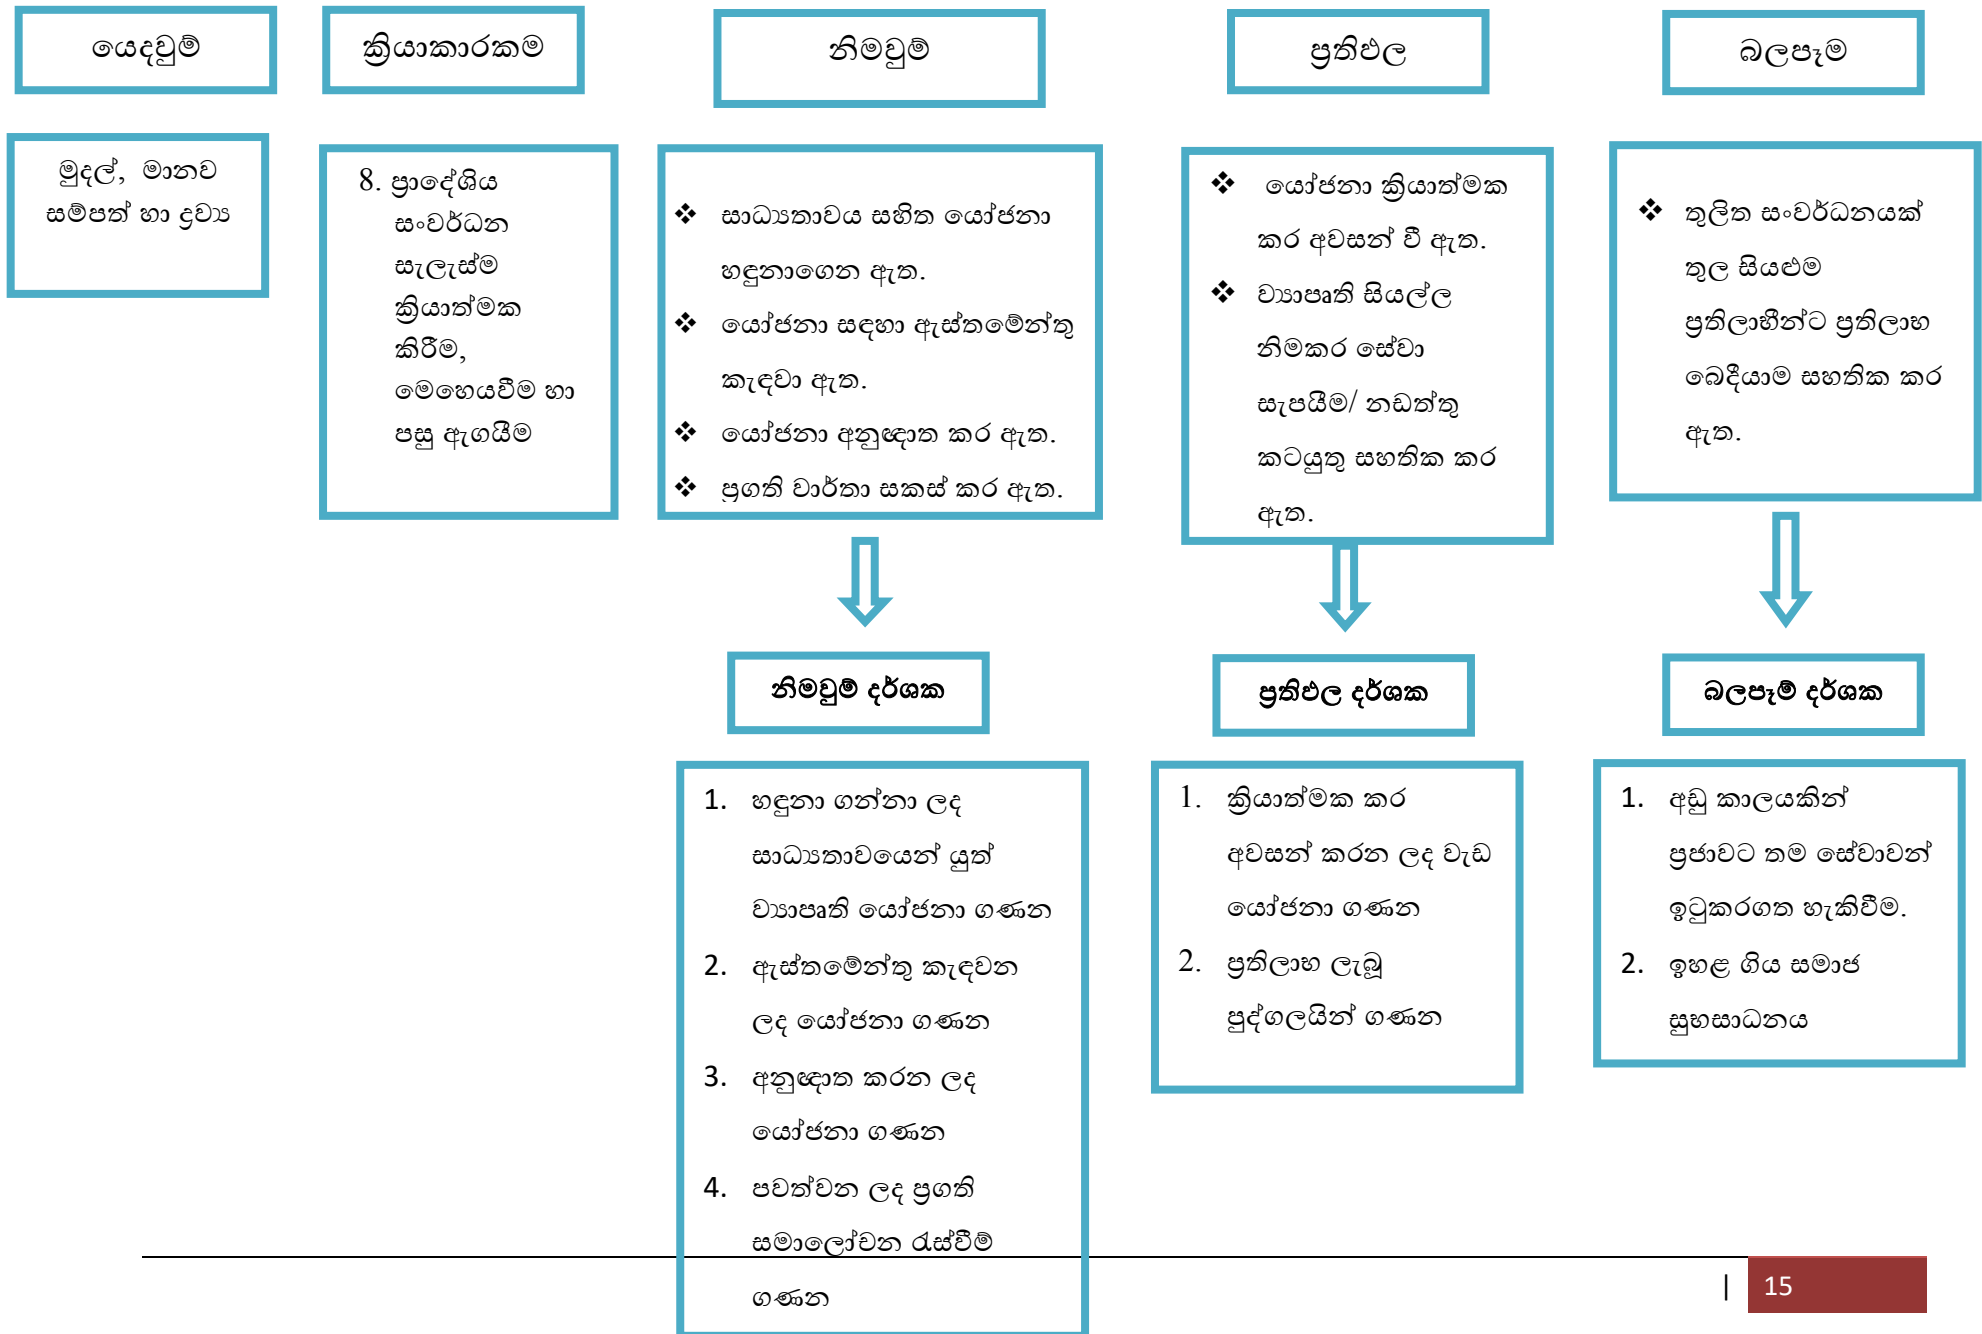 යෙදවුම්
ක්‍රියාකාරකම
නිමවුම්
ප්‍රතිඵල
බලපෑම
මුදල්, මානව
සම්පත් හා ද්‍රව්‍ය
8. ප්‍රාදේශිය
සංවර්ධන
සැලැස්ම
ක්‍රියාත්මක
කිරීම,
මෙහෙයවීම හා
පසු ඇගයීම
❖ සාධ්‍යතාවය සහිත යෝජනා
හඳුනාගෙන ඇත.
❖ යෝජනා සඳහා ඇස්තමේන්තු
කැඳවා ඇත.
❖ යෝජනා අනුඥාත කර ඇත.
❖ ප්‍රගති වාර්තා සකස් කර ඇත.
❖ යෝජනා ක්‍රියාත්මක
කර අවසන් වී ඇත.
❖ ව්‍යාපෘති සියල්ල
නිමකර සේවා
සැපයීම/ නඩත්තු
කටයුතු සහතික කර
ඇත.
❖ තුලිත සංවර්ධනයක්
තුල සියළුම
ප්‍රතිලාභීන්ට ප්‍රතිලාභ
බෙදීයාම සහතික කර
ඇත.
නිමවුම් දර්ශක
ප්‍රතිඵල දර්ශක
බලපෑම් දර්ශක
1. හඳුනා ගන්නා ලද
සාධ්‍යතාවයෙන් යුත්
ව්‍යාපෘති යෝජනා ගණන
2. ඇස්තමේන්තු කැඳවන
ලද යෝජනා ගණන
3. අනුඥාත කරන ලද
යෝජනා ගණන
4. පවත්වන ලද ප්‍රගති
සමාලෝචන රැස්වීම්
ගණන
1. ක්‍රියාත්මක කර
අවසන් කරන ලද වැඩ
යෝජනා ගණන
2. ප්‍රතිලාභ ලැබූ
පුද්ගලයින් ගණන
1. අඩු කාලයකින්
ප්‍රජාවට තම සේවාවන්
ඉටුකරගත හැකිවීම.
2. ඉහළ ගිය සමාජ
සුභසාධනය
| 15